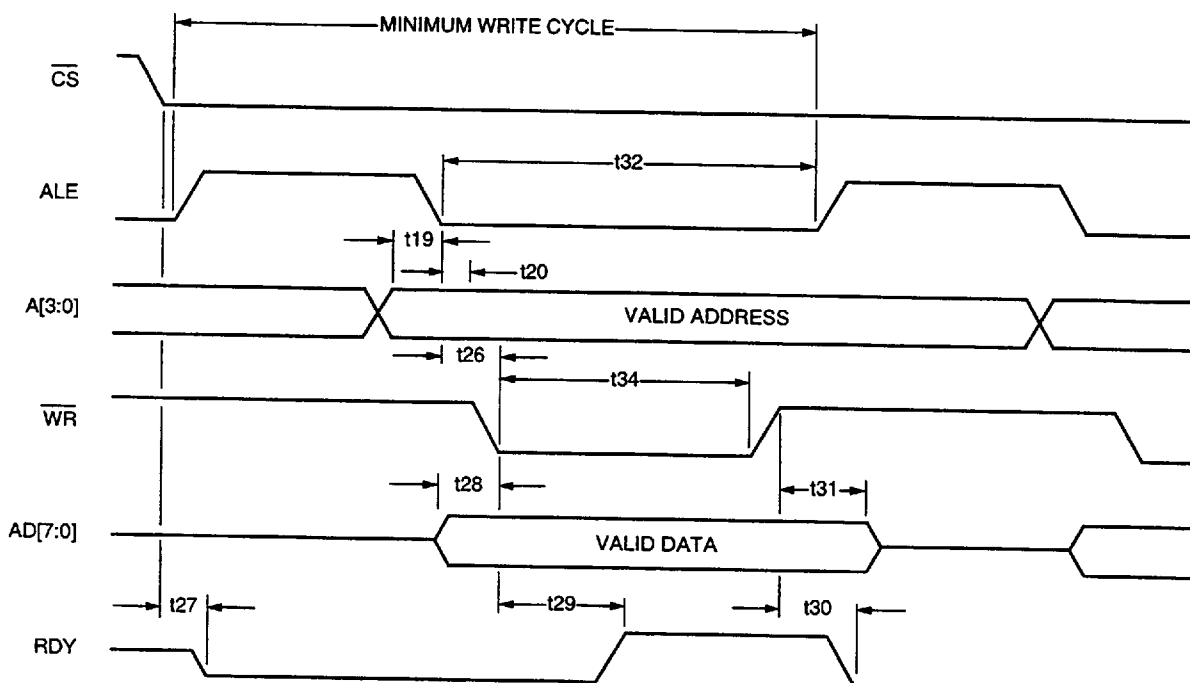 MINIMUM WRITE CYCLE
CS
t32
ALE
t19
t20
A[3:0]
VALID ADDRESS
t26
t34
WR
t28
t31
AD[7:0]
VALID DATA
t27
t29
t30
RDY